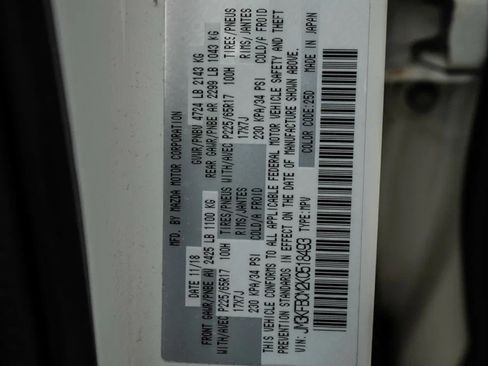 MFD. BY MAZDA MOTOR CORPORATION
DATE 11/18 GVWR/PNBV 4724 LB 2143 KG
FRONT GAWR/PNBE AV 2425 LB 1100 KG REAR GAWR/PNBE AR 2299 LB 1043 KG
WITH/AVEC P225/65R17 100H TIRES/PNEUS WITH/AVEC P225/65R17 100H TIRES/PNEUS
17X7J RIMS/JANTES 17X7J RIMS/JANTES
230 KPA/34 PSI COLD/A FROID 230 KPA/34 PSI COLD/A FROID
THIS VEHICLE CONFORMS TO ALL APPLICABLE FEDERAL MOTOR VEHICLE SAFETY AND THEFT
PREVENTION STANDARDS IN EFFECT ON THE DATE OF MANUFACTURE SHOWN ABOVE.
VIN: JM3KFBCM2K0518493 TYPE:MPV COLOR CODE:25D MADE IN JAPAN